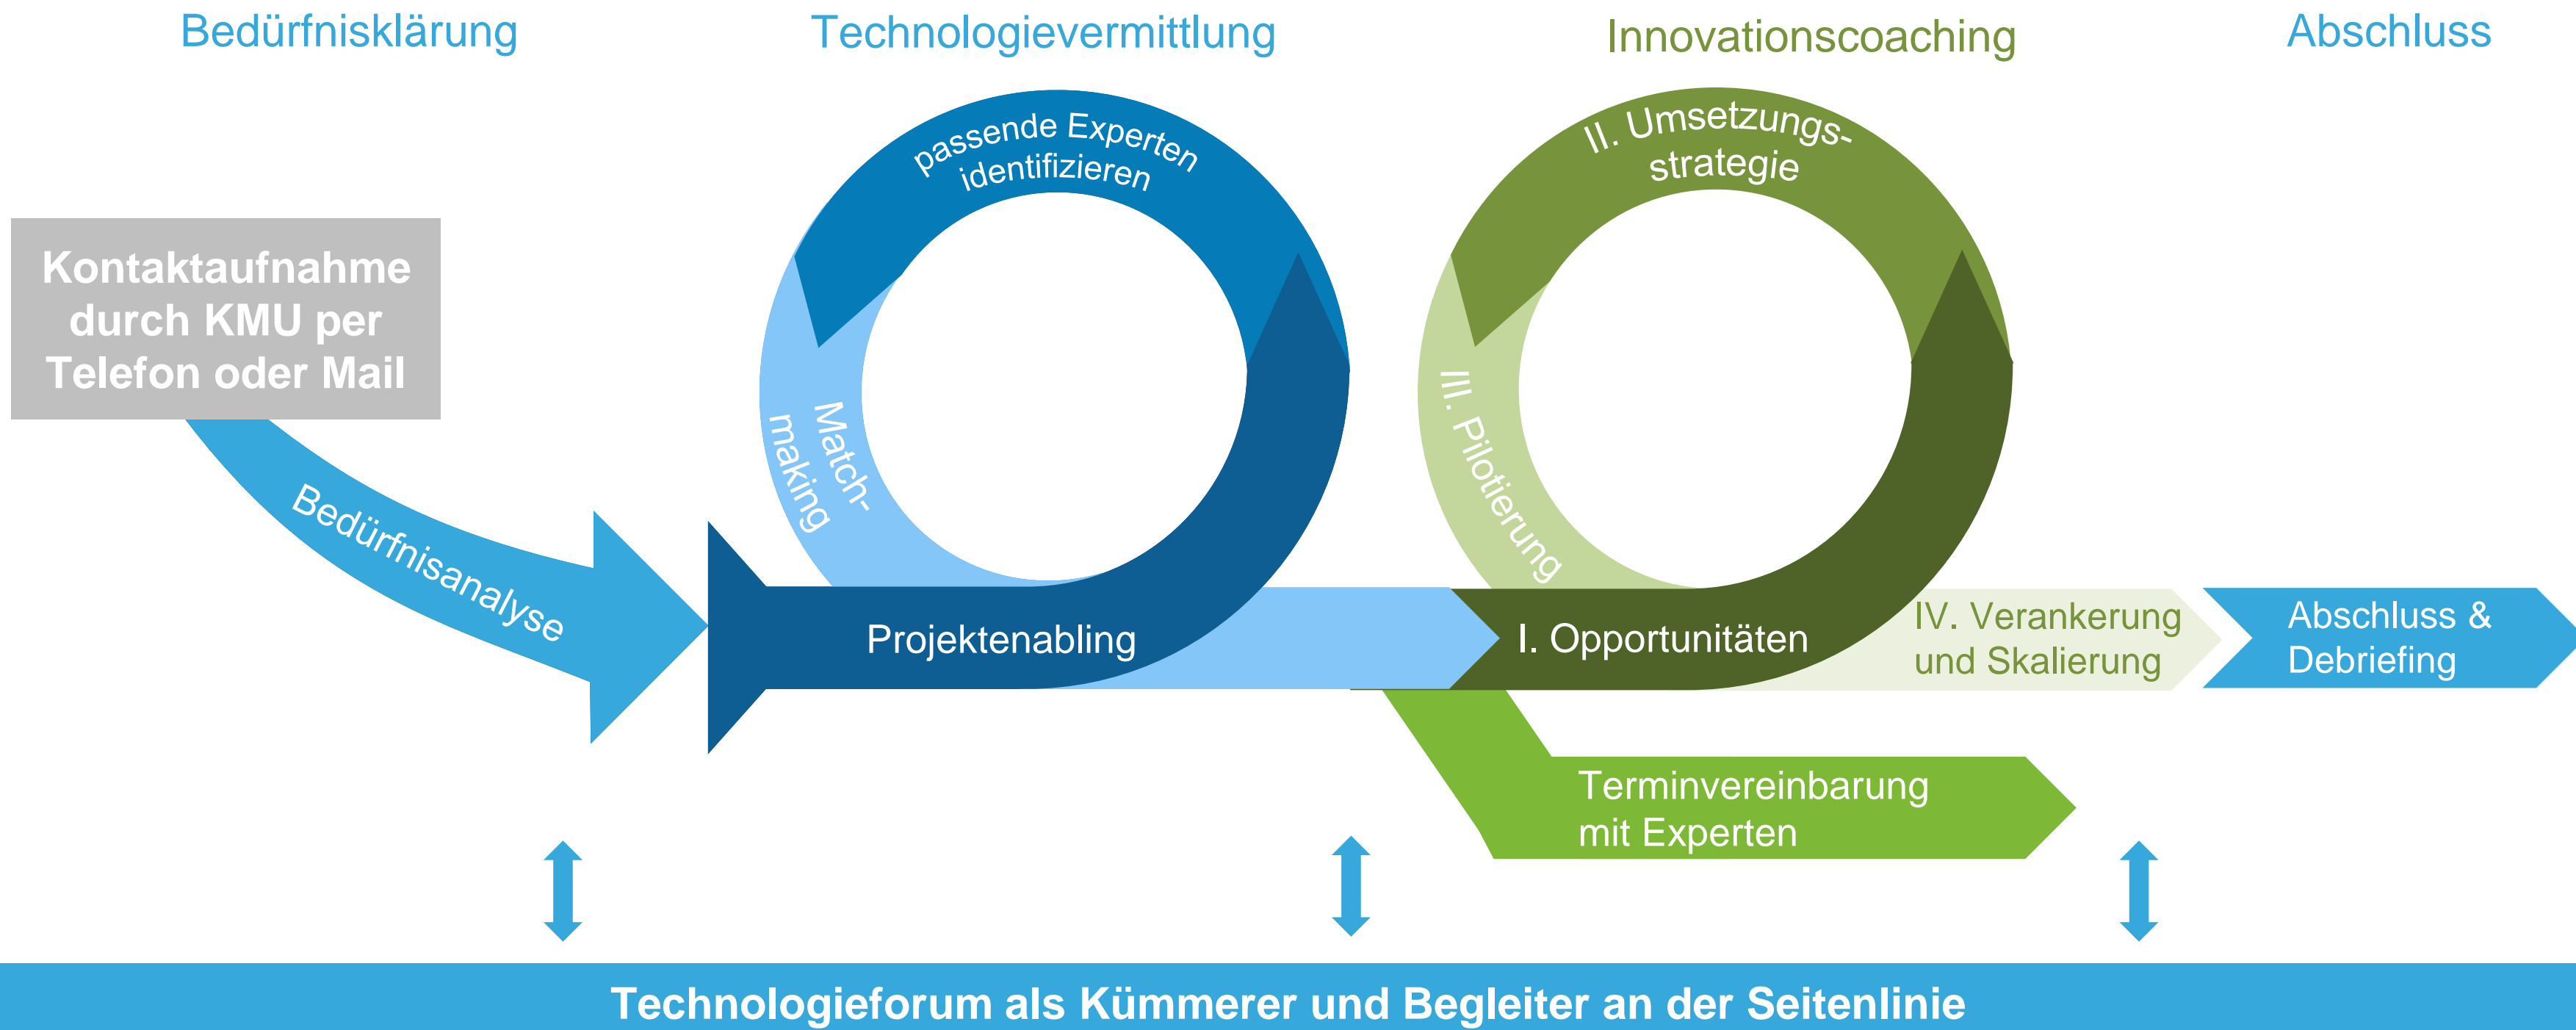 Bedürfnisklärung
Technologievermittlung
Innovationscoaching
Abschluss
Kontaktaufnahme
durch KMU per
Telefon oder Mail
Bedürfnisanalyse
passende Experten
identifizieren
Match-
making
Projektenabling
II. Umsetzungs-
strategie
III. Pilotierung
I. Opportunitäten
IV. Verankerung
und Skalierung
Abschluss &
Debriefing
Terminvereinbarung
mit Experten
Technologieforum als Kümmerer und Begleiter an der Seitenlinie